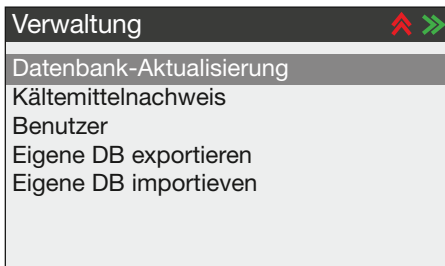 Verwaltung
Datenbank-Aktualisierung
Kältemittelnachweis
Benutzer
Eigene DB exportieren
Eigene DB importieven